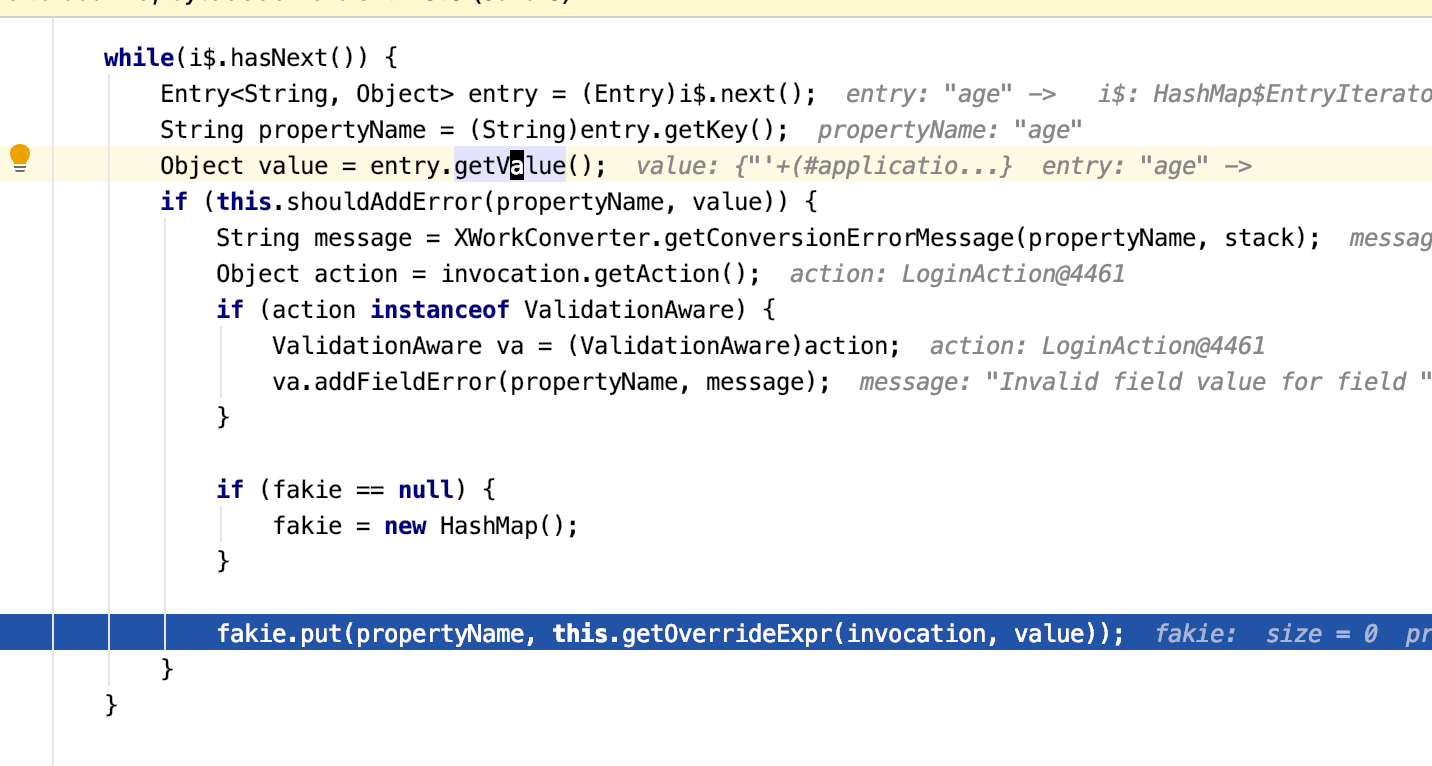 while(i$.hasNext()) {
Entry<String, Object> entry = (Entry)i$.next();  entry: "age" ->  i$: HashMap$EntryIterato
String propertyName = (String)entry.getKey();  propertyName: "age"
Object value = entry.getValue();  value: {"'+(#applicatio...}  entry: "age" ->
if (this.shouldAddError(propertyName, value)) {
String message = XWorkConverter.getConversionErrorMessage(propertyName, stack);  messag
Object action = invocation.getAction();  action: LoginAction@4461
if (action instanceof ValidationAware) {
ValidationAware va = (ValidationAware)action;  action: LoginAction@4461
va.addFieldError(propertyName, message);  message: "Invalid field value for field "
}
if (fakie == null) {
fakie = new HashMap();
}
fakie.put(propertyName, this.getOverrideExpr(invocation, value));  fakie:  size = 0  pr
}
}